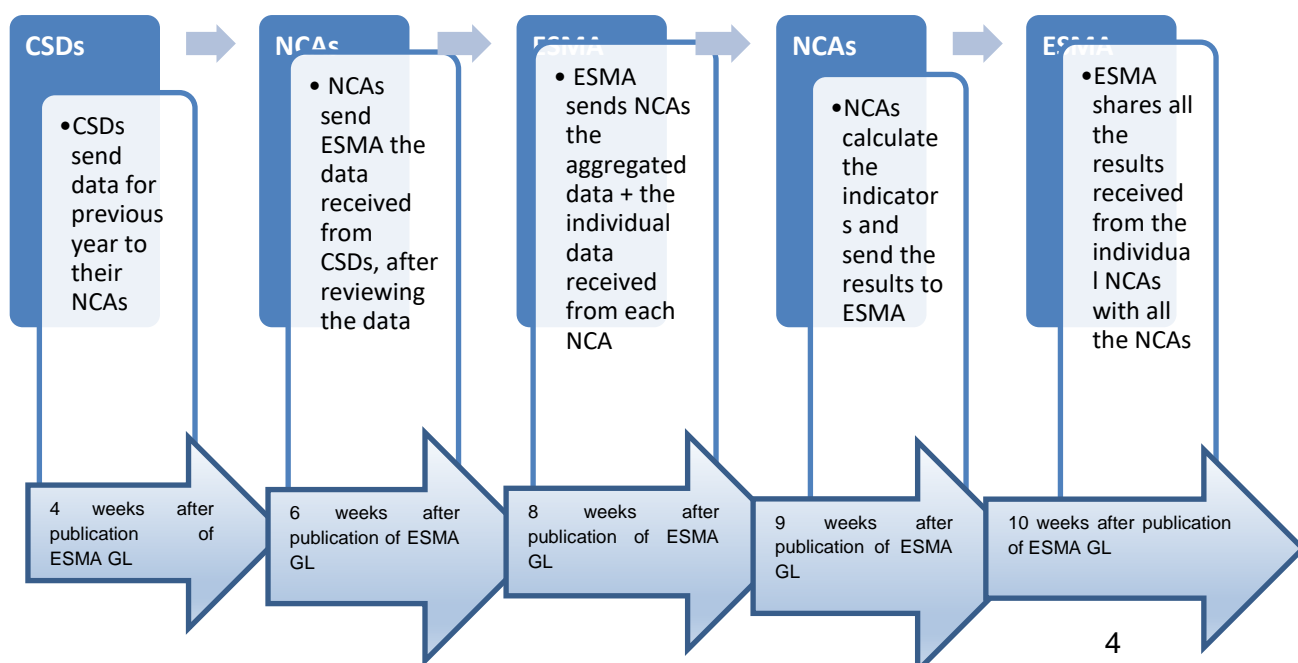 CSDs
•CSDs
send
data for
previous
year to
their
NCAs
4 weeks after
publication of
ESMA GL
NCAs
• NCAs
send
ESMA the
data
received
from
CSDs, after
reviewing
the data
6 weeks after
publication of ESMA
GL
ESMA
• ESMA
sends NCAs
the
aggregated
data + the
individual data
received
from each
NCA
8 weeks after
publication of ESMA
GL
NCAs
•NCAs
calculate
the
indicator
s and
send the
results to
ESMA
9 weeks after
publication of ESMA
GL
ESMA
•ESMA
shares all
the
results
received
from the
individua
l NCAs
with all
the NCAs
10 weeks after publication
of ESMA GL
4